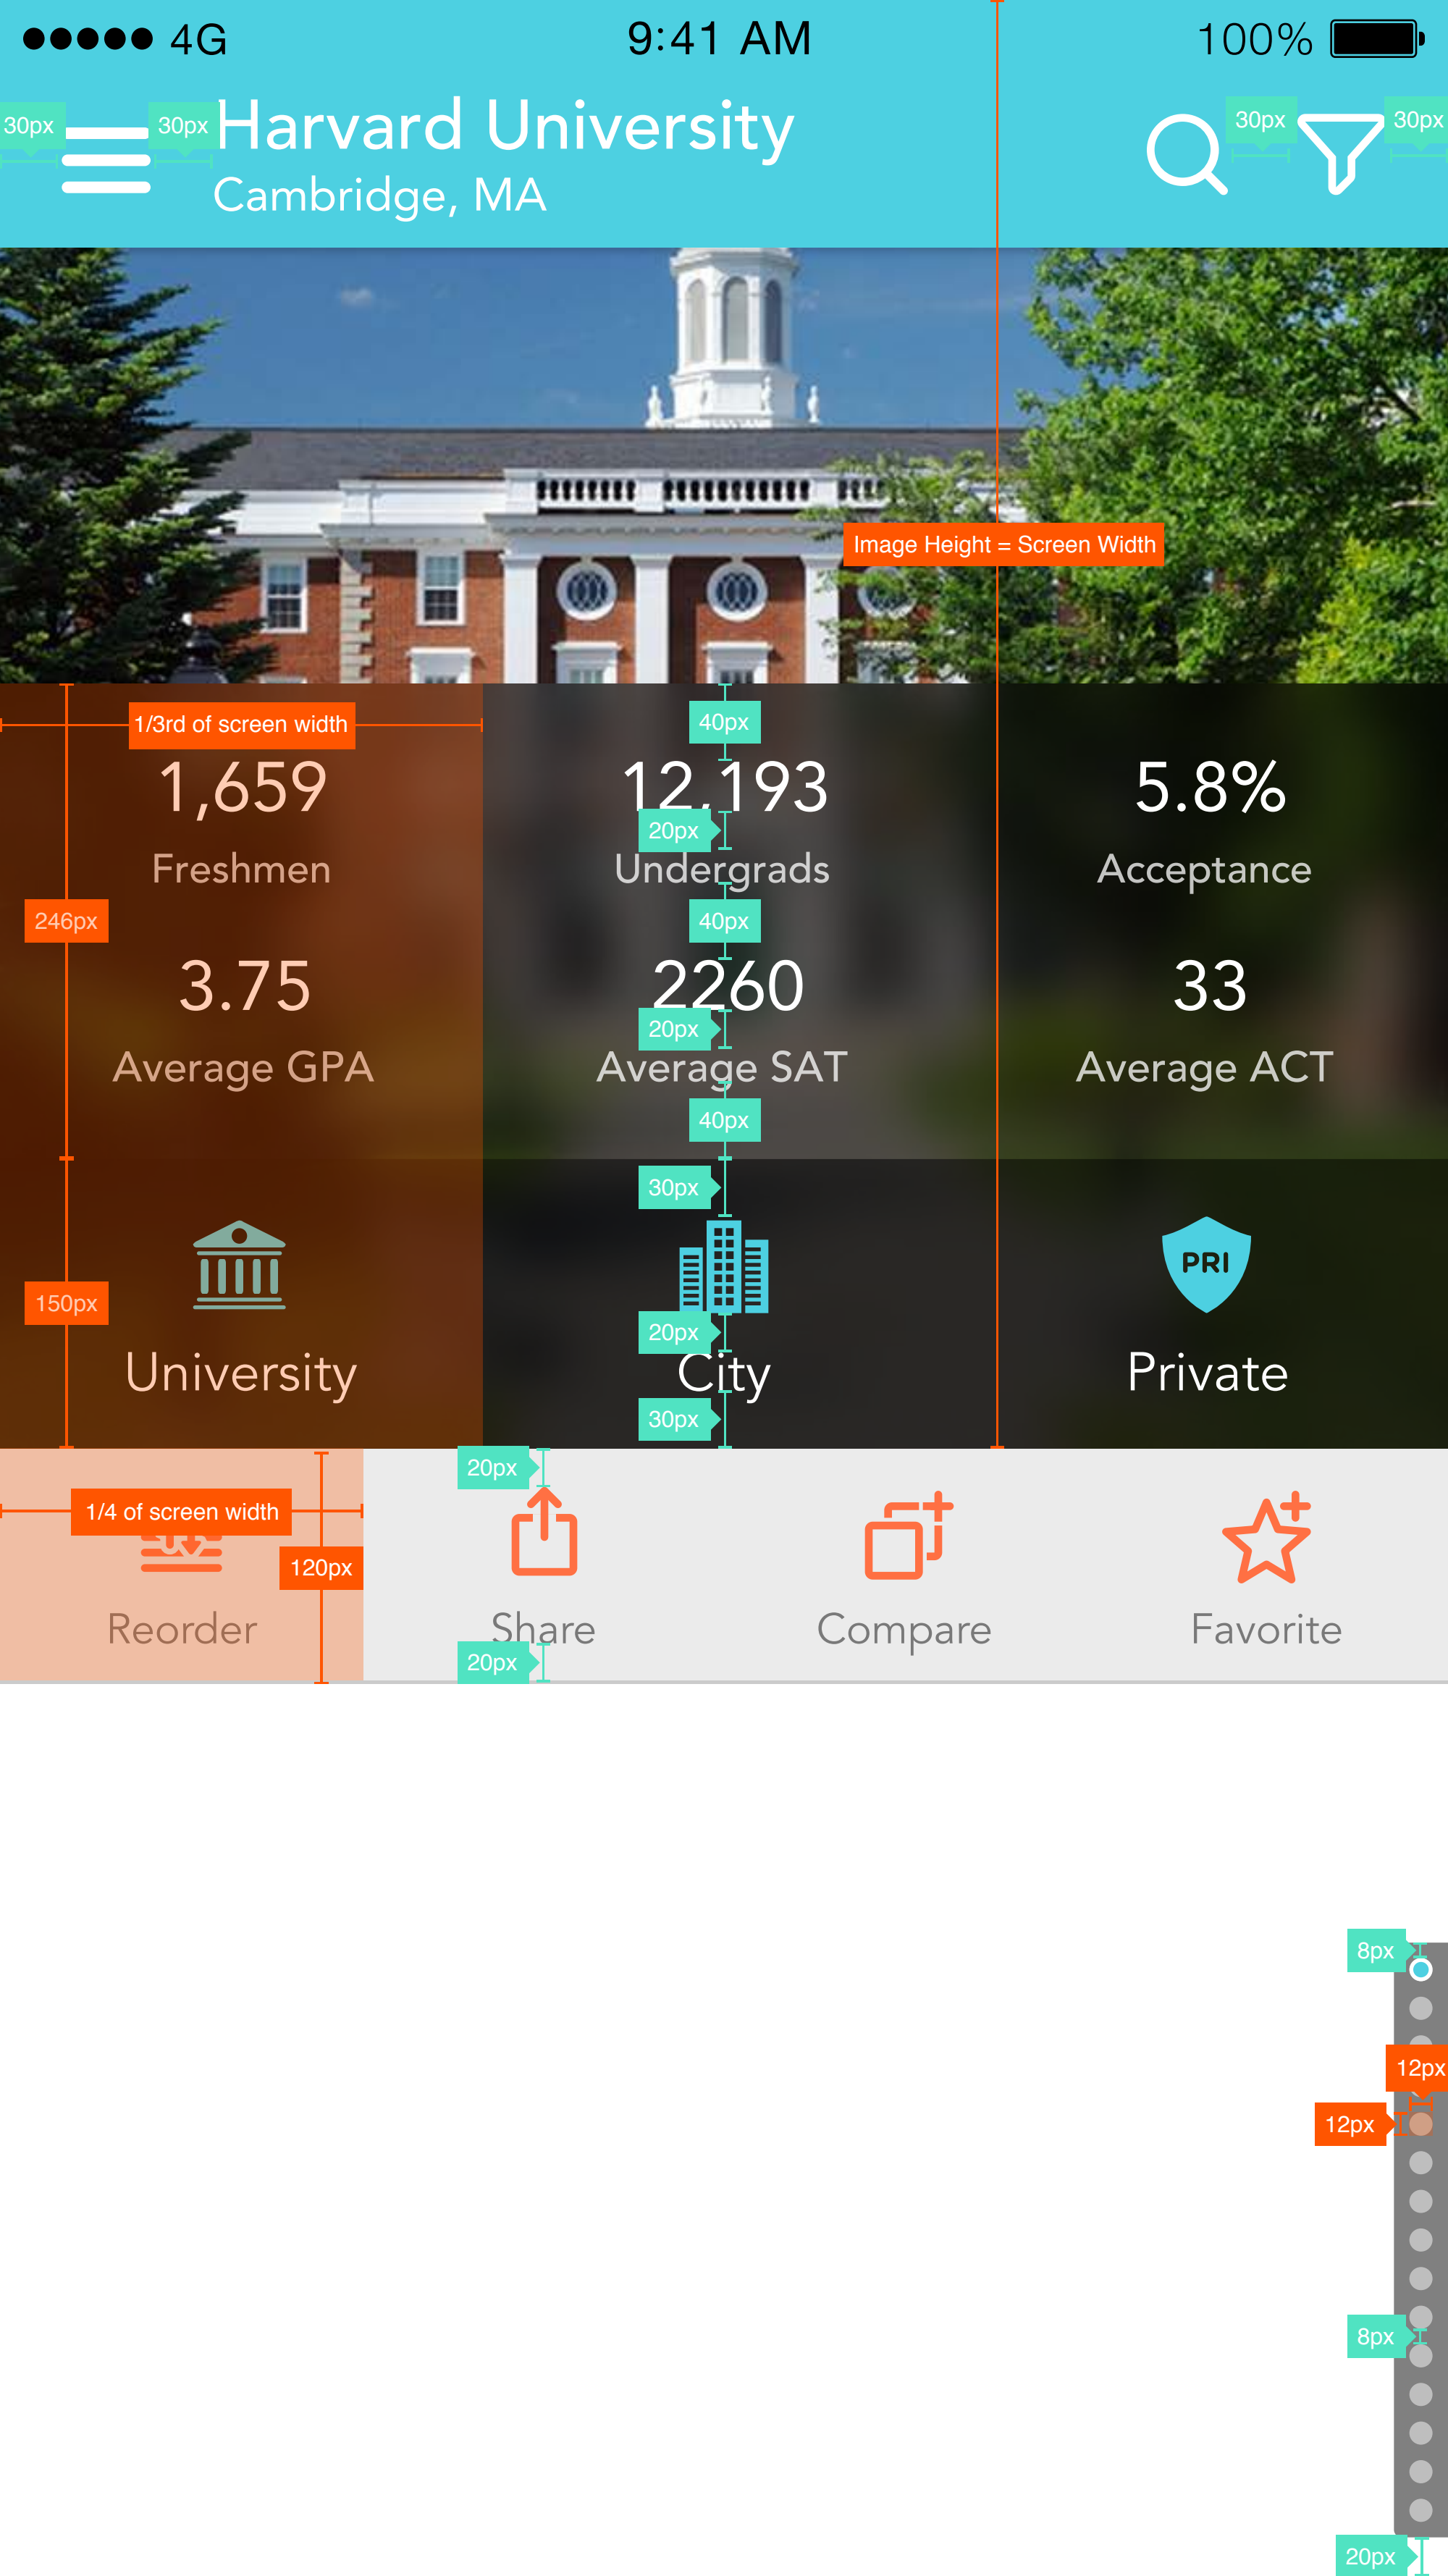 4G 9:41 AM 100%
30px 30px Harvard University 30px 30px
Cambridge, MA
Image Height = Screen Width
1/3rd of screen width 40px
1,659 12,193 5.8%
20px
Freshmen Undergrads Acceptance
246px 40px
3.75 2260 33
20px
Average GPA Average SAT Average ACT
40px
30px
PRI
150px
20px
University City Private
30px
20px
1/4 of screen width
120px
Reorder Share Compare Favorite
20px
8px
12px
12px
8px
20px